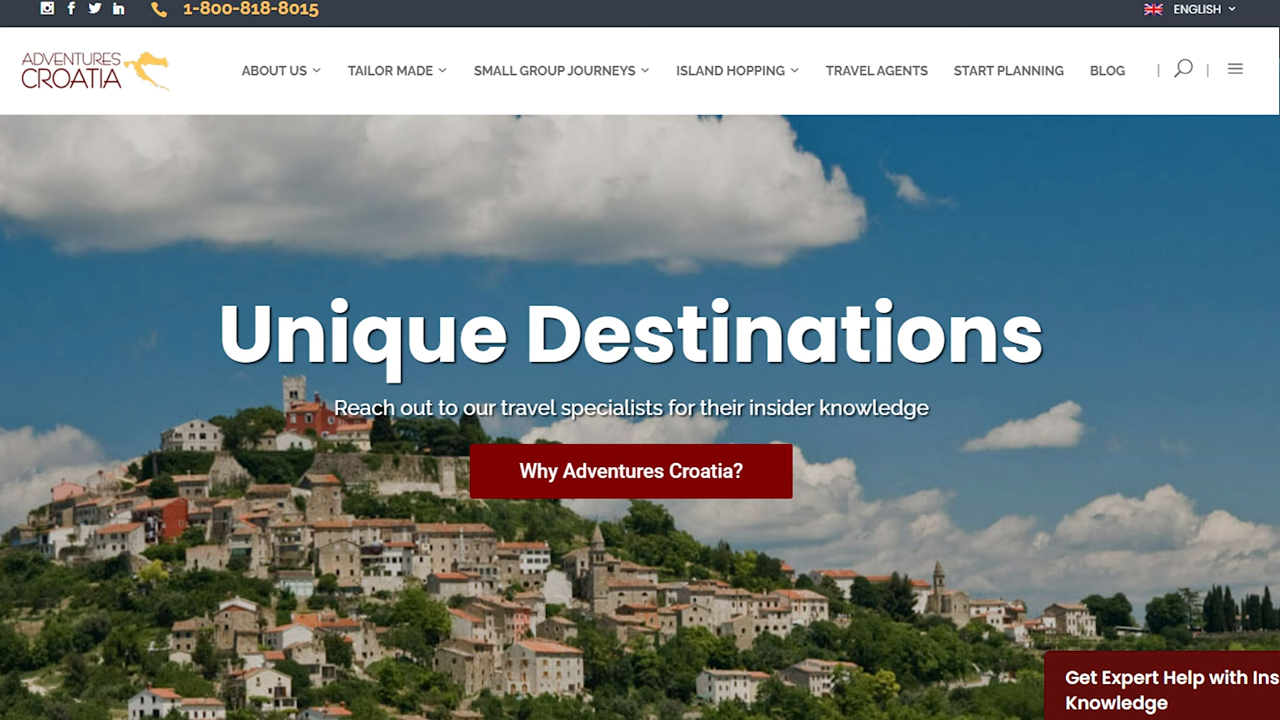 1-800-818-8015
ENGLISH
ADVENTURES
CROATIA
ABOUT US
TAILOR MADE
SMALL GROUP JOURNEYS
ISLAND HOPPING
TRAVEL AGENTS
START PLANNING
BLOG
Unique Destinations
Reach out to our travel specialists for their insider knowledge
Why Adventures Croatia?
Get Expert Help with Ins
Knowledge